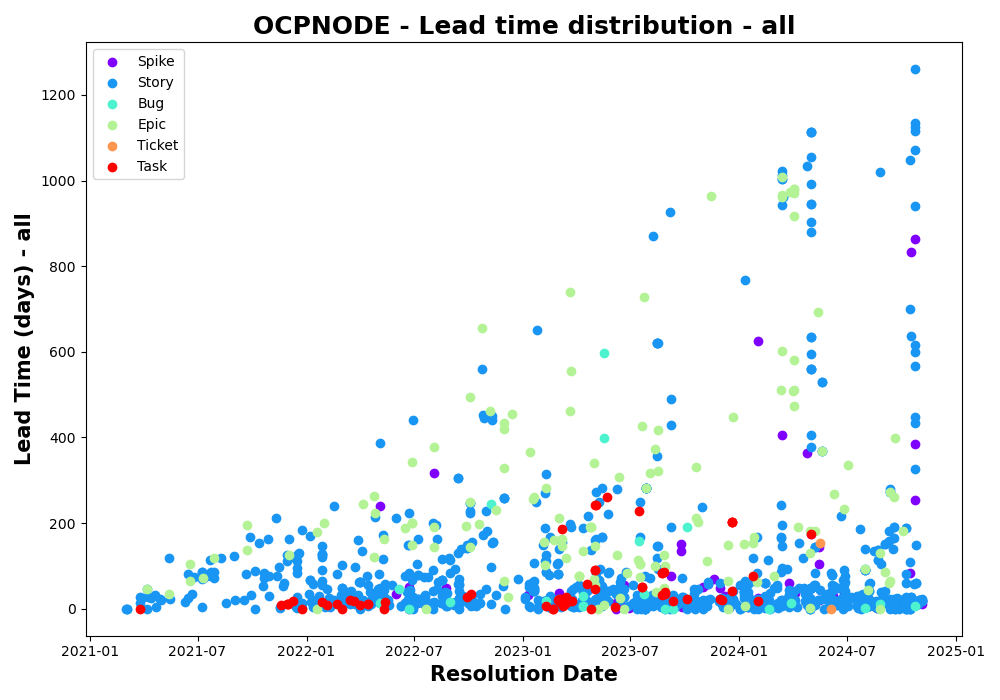 OCPNODE - Lead time distribution - all
Spike
Story
Bug
Epic
Ticket
Task
Lead Time (days) - all
1200
1000
800
600
400
200
0
2021-01 2021-07 2022-01 2022-07 2023-01 2023-07 2024-01 2024-07 2025-01
Resolution Date